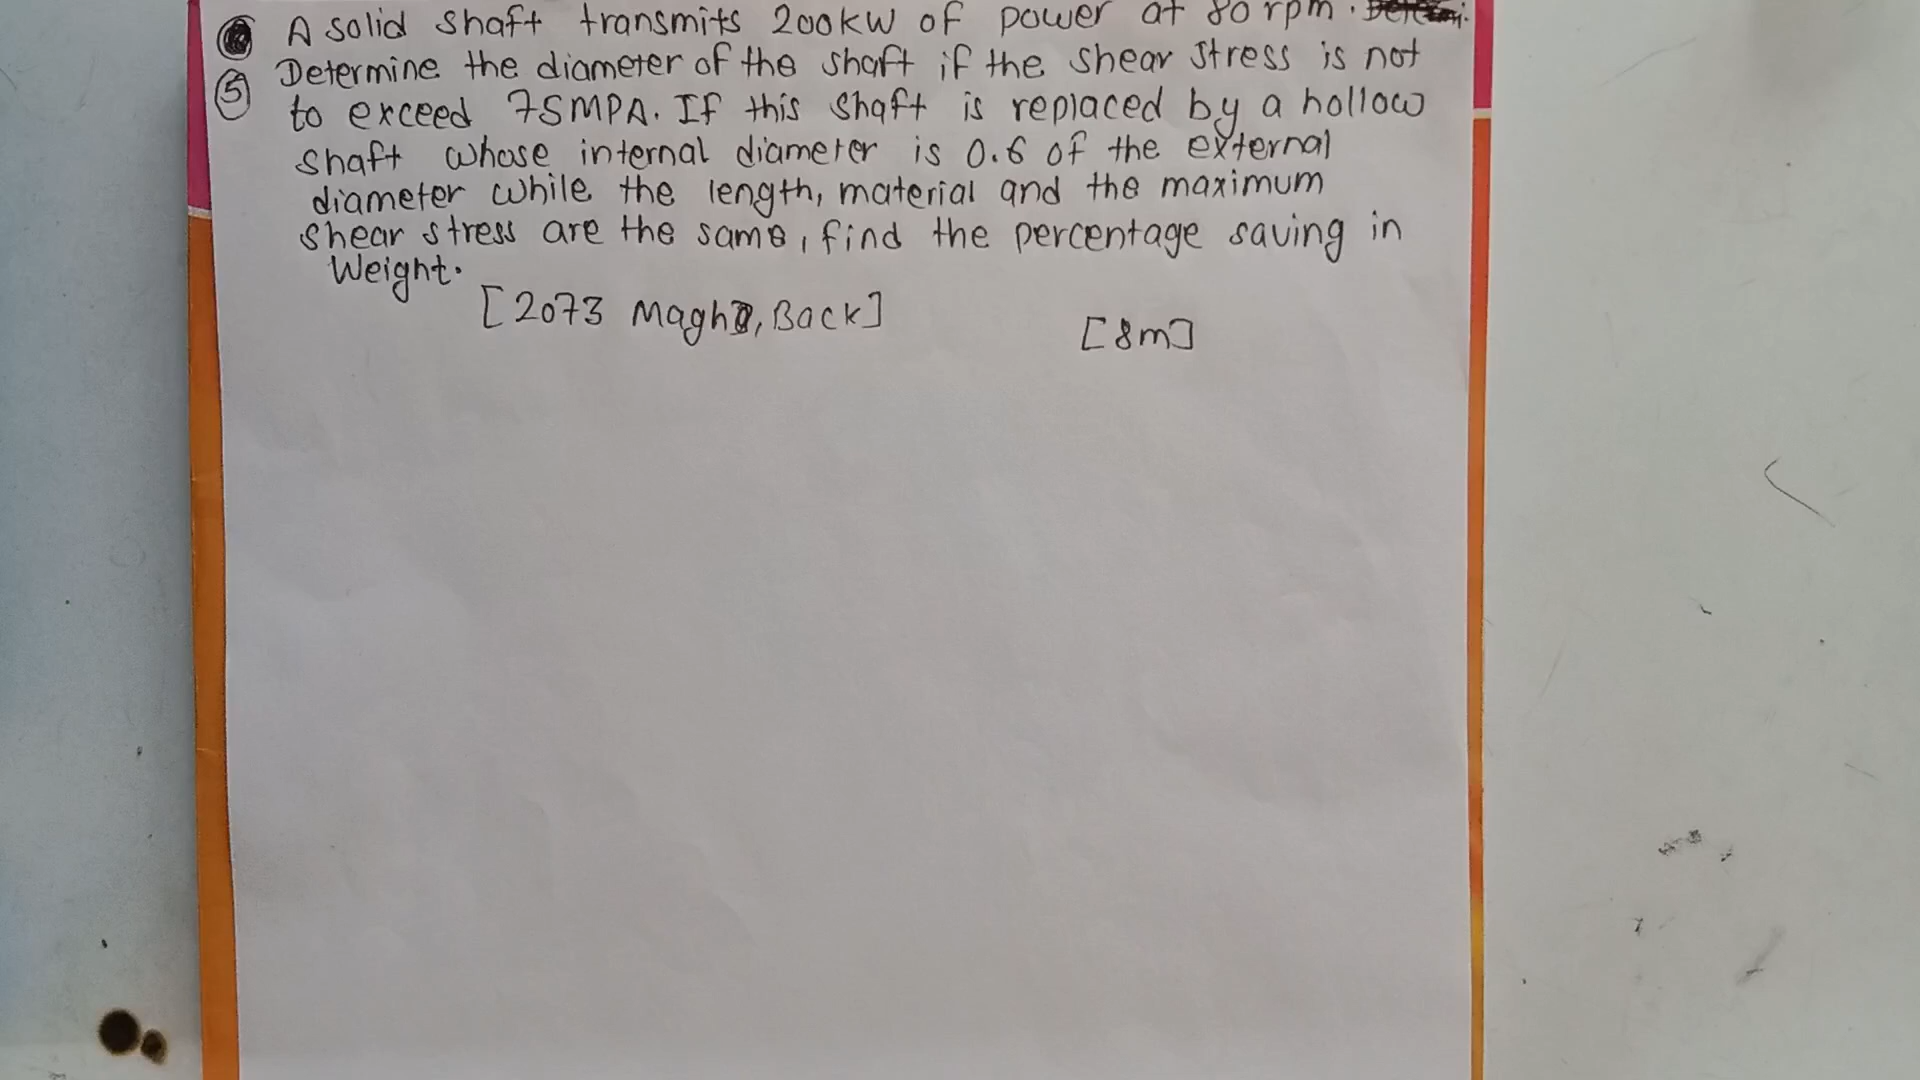 A solid shaft transmits 200kW of power at 80 rpm.
⑤ Determine the diameter of the shaft if the shear stress is not
to exceed 75MPA. If this shaft is replaced by a hollow
shaft whose internal diameter is 0.6 of the external
diameter while the length, material and the maximum
shear stress are the same, find the percentage saving in
Weight.
[2073 Magh, Back]
[8m]